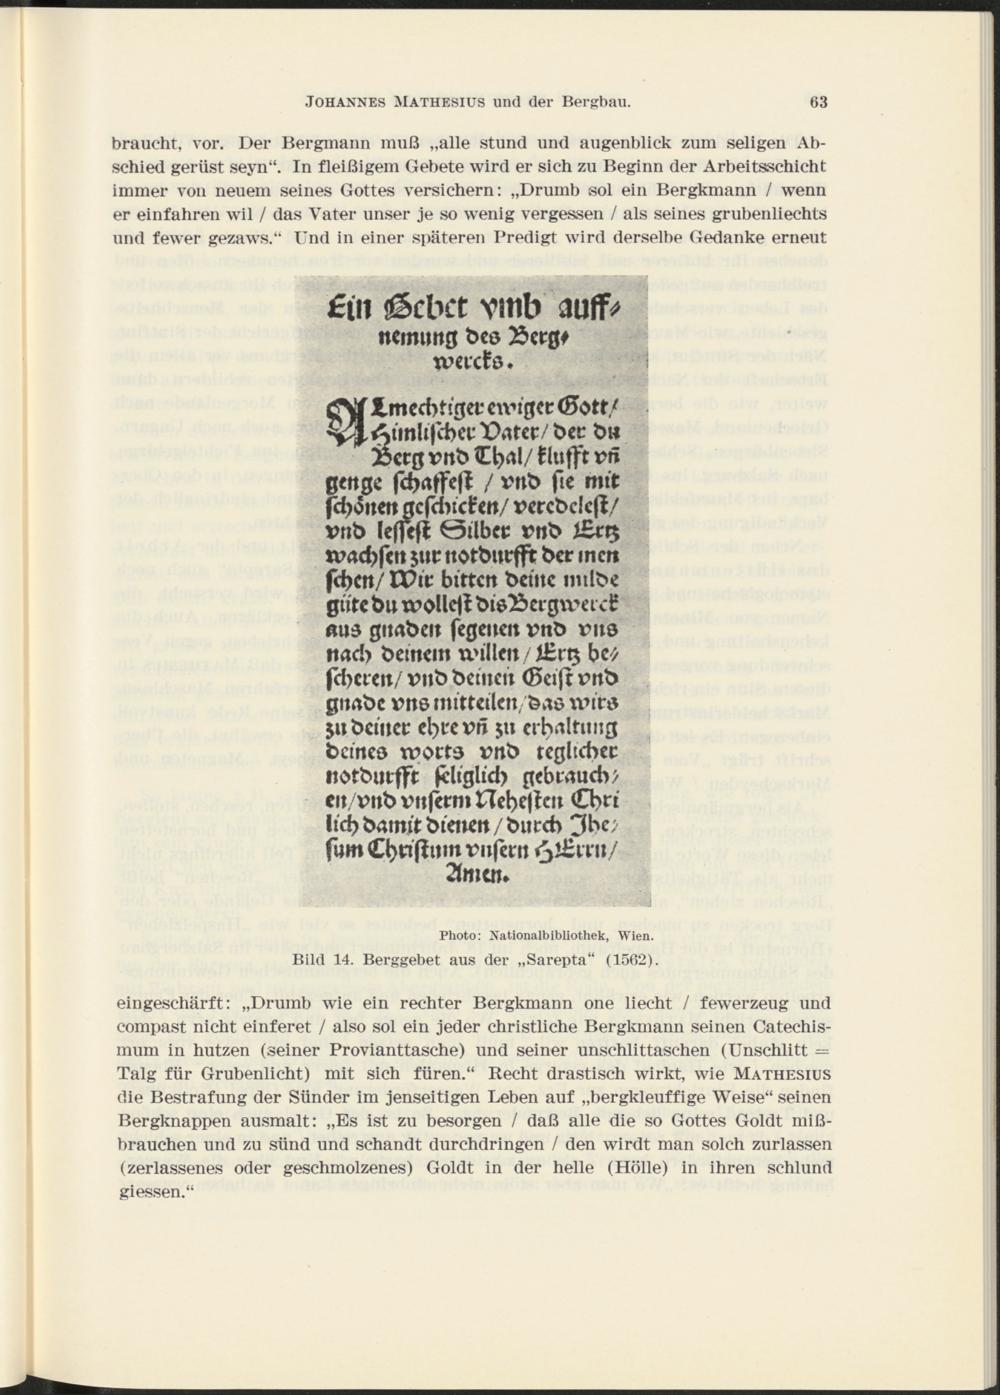 JOHANNES MATHESIUS und der Bergbau. 63
braucht, vor. Der Bergmann muß „alle stund und augenblick zum seligen Ab-
schied gerüst seyn“. In fleißigem Gebete wird er sich zu Beginn der Arbeitsschicht
immer von neuem seines Gottes versichern: „Drumb sol ein Bergkmann / wenn
er einfahren wil / das Vater unser je so wenig vergessen / als seines grubenliechts
und fewer gezaws.“ Und in einer späteren Predigt wird derselbe Gedanke erneut
Ein Gebet vmb auff⸗
nemung des Berg⸗
wercks.
ALmechtiger ewiger Gott/
Himlischer Vater/ der du
Berg vnd Thal/ klufft vñ
genge schaffest / vnd sie mit
schönen geschicken/ veredelest/
vnd lessest Silber vnd Ertz
wachsen zur notdurfft der men
schen/ Wir bitten deine milde
güte du wollest dis Bergwerck
aus gnaden segenen vnd vns
nach deinem willen / Ertz be⸗
scheren/ vnd deinen Geist vnd
gnade vns mitteilen/ das wirs
zu deiner ehre vñ zu erhaltung
deines worts vnd teglicher
notdurfft seliglich gebrauch⸗
en/ vnd vnserm Nehesten Chri
lich damit dienen / durch Jhe⸗
sum Christum vnsern HErrn/
Amen.
Photo: Nationalbibliothek, Wien.
Bild 14. Berggebet aus der „Sarepta“ (1562).
eingeschärft: „Drumb wie ein rechter Bergkmann one liecht / fewerzeug und
compast nicht einferet / also sol ein jeder christliche Bergkmann seinen Catechis-
mum in hutzen (seiner Provianttasche) und seiner unschlittaschen (Unschlitt =
Talg für Grubenlicht) mit sich füren.“ Recht drastisch wirkt, wie MATHESIUS
die Bestrafung der Sünder im jenseitigen Leben auf „bergkleuffige Weise“ seinen
Bergknappen ausmalt: „Es ist zu besorgen / daß alle die so Gottes Goldt miß-
brauchen und zu sünd und schandt durchdringen / den wirdt man solch zurlassen
(zerlassenes oder geschmolzenes) Goldt in der helle (Hölle) in ihren schlund
giessen.“